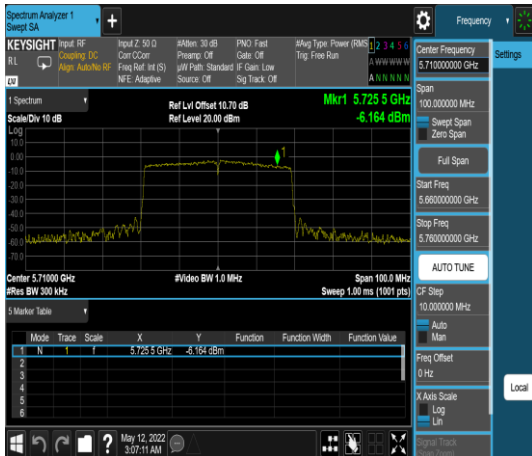 Spectrum Analyzer 1
Swept SA
Frequency
KEYSIGHT
RL
LXI
Input: RF
Coupling: DC
Align: Auto/No RF
Input Z: 50 Ω
Corr CCorr
Freq Ref: Int (S)
NFE: Adaptive
#Atten: 30 dB
Preamp: Off
µW Path: Standard
Source: Off
PNO: Fast
Gate: Off
IF Gain: Low
Sig Track: Off
#Avg Type: Power (RMS
Trig: Free Run
1 2 3 4 5 6
A WW WW W
A N N N N N
1 Spectrum
Scale/Div 10 dB
Ref Lvl Offset 10.70 dB
Ref Level 20.00 dBm
Mkr1 5.725 5 GHz
-6.164 dBm
Log
10.0
0.00
-10.0
-20.0
-30.0
-40.0
-50.0
-60.0
-70.0
1
Center 5.71000 GHz
#Res BW 300 kHz
#Video BW 1.0 MHz
Span 100.0 MHz
Sweep 1.00 ms (1001 pts)
5 Marker Table
Mode Trace Scale X Y Function Function Width Function Value
1 N 1 f 5.725 5 GHz -6.164 dBm
2
3
4
5
6
May 12, 2022
3:07:11 AM
Center Frequency
5.710000000 GHz
Settings
Span
100.000000 MHz
Swept Span
Zero Span
Full Span
Start Freq
5.660000000 GHz
Stop Freq
5.760000000 GHz
AUTO TUNE
CF Step
10.000000 MHz
Auto
Man
Freq Offset
0 Hz
X Axis Scale
Log
Lin
Local
Signal Track
(Span Zoom)